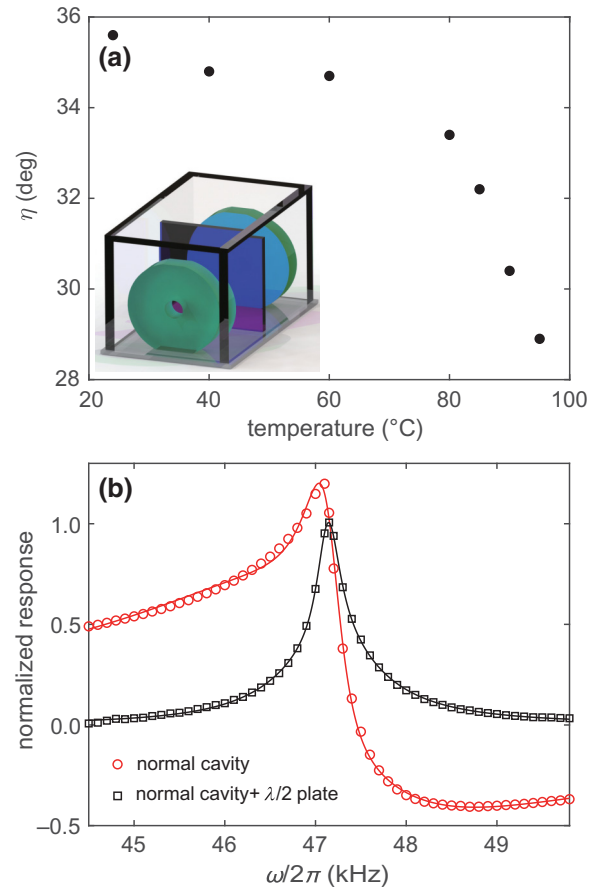 (a)
36
34
32
30
28
η (deg)
20 40 60 80 100
temperature (°C)
(b)
1.0
0.5
0.0
−0.5
normalized response
normal cavity
normal cavity+ λ/2 plate
45 46 47 48 49
ω/2π (kHz)